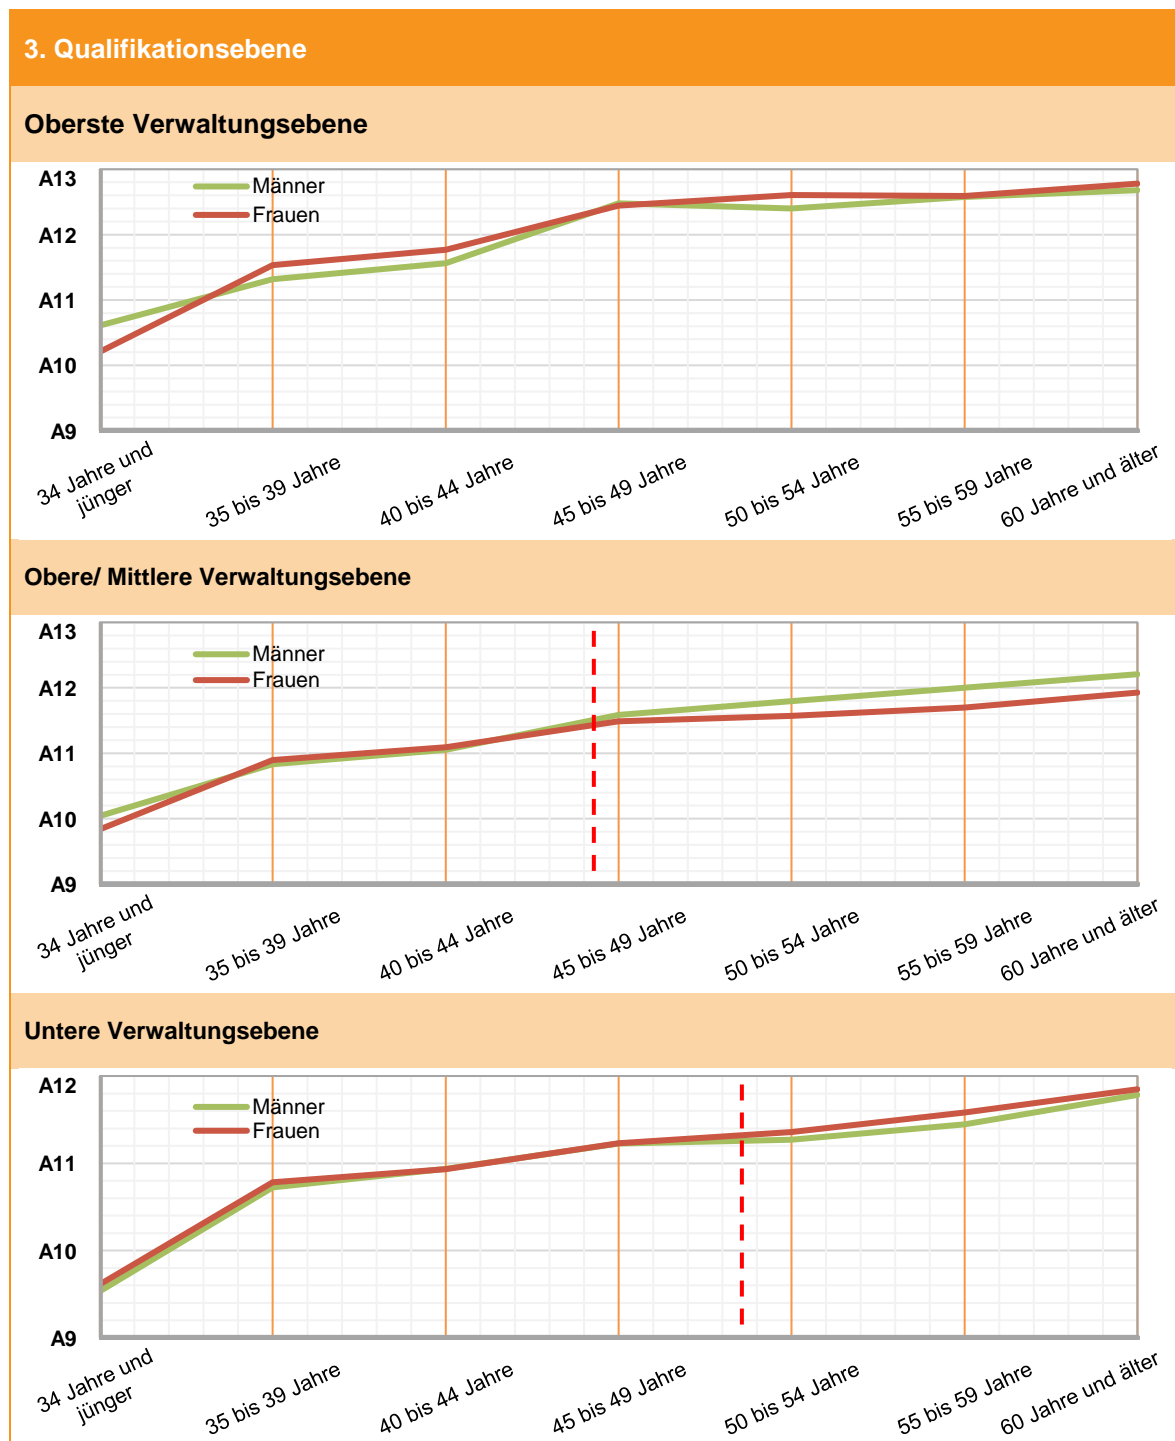 3. Qualifikationsebene
Oberste Verwaltungsebene
A13
A12
A11
A10
A9
Männer
Frauen
34 Jahre und
jünger
35 bis 39 Jahre
40 bis 44 Jahre
45 bis 49 Jahre
50 bis 54 Jahre
55 bis 59 Jahre
60 Jahre und älter
Obere/ Mittlere Verwaltungsebene
A13
A12
A11
A10
A9
Männer
Frauen
34 Jahre und
jünger
35 bis 39 Jahre
40 bis 44 Jahre
45 bis 49 Jahre
50 bis 54 Jahre
55 bis 59 Jahre
60 Jahre und älter
Untere Verwaltungsebene
A12
A11
A10
A9
Männer
Frauen
34 Jahre und
jünger
35 bis 39 Jahre
40 bis 44 Jahre
45 bis 49 Jahre
50 bis 54 Jahre
55 bis 59 Jahre
60 Jahre und älter